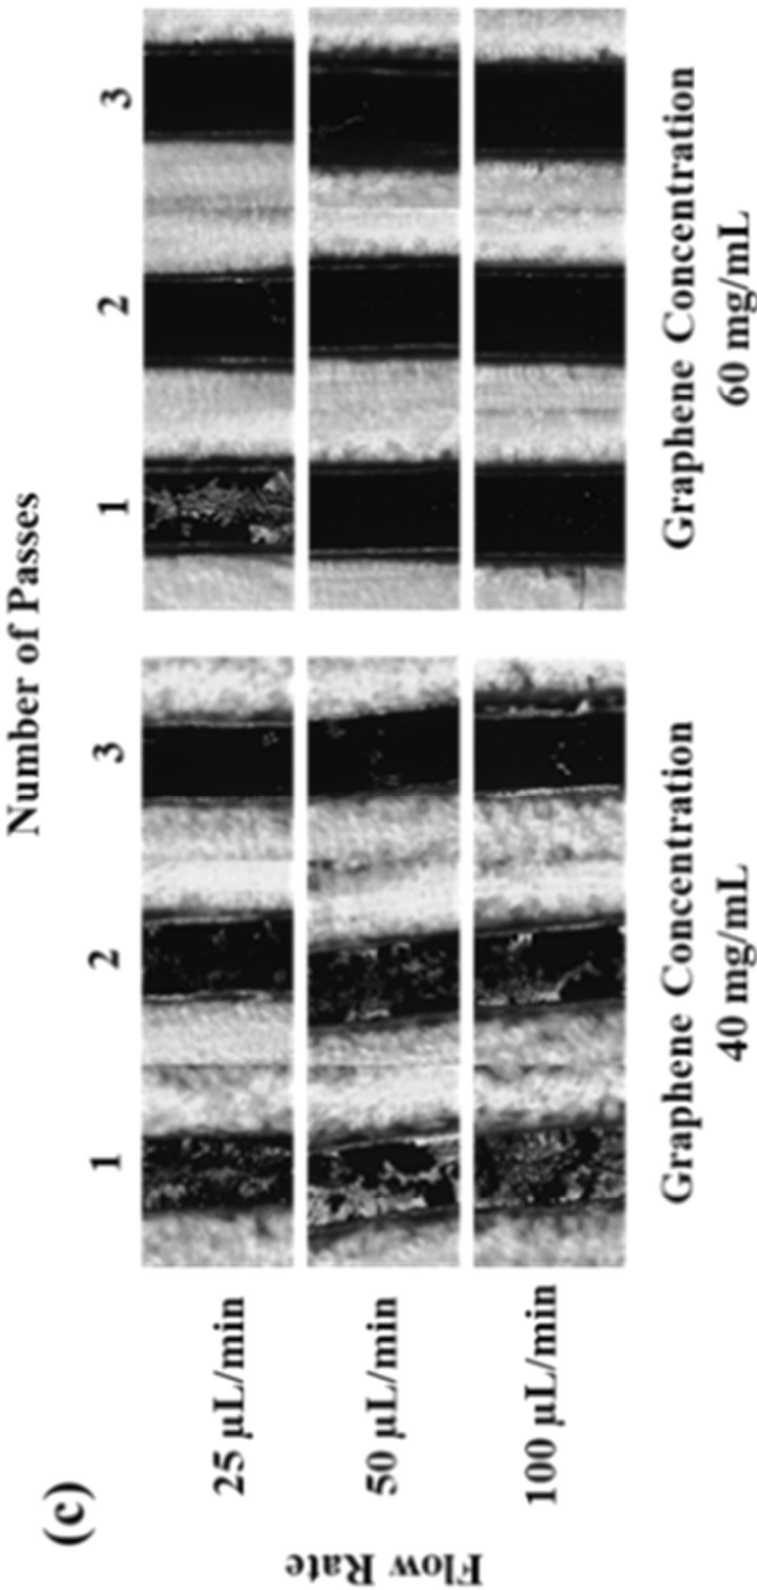 (c)
Number of Passes
1 2 3 1 2 3
Flow Rate
25 µL/min
50 µL/min
100 µL/min
Graphene Concentration
40 mg/mL
Graphene Concentration
60 mg/mL